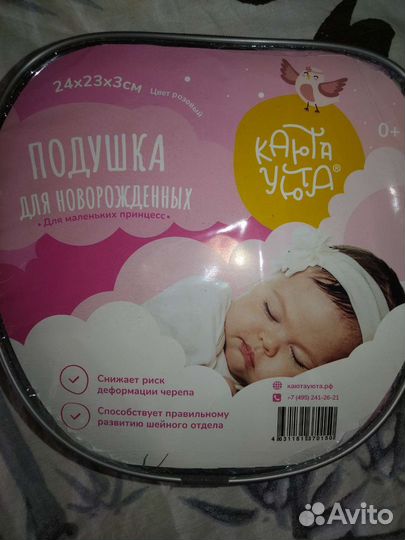 24х23х3см Цвет розовый
0+
ПОДУШКА
ДЛЯ НОВОРОЖДЕННЫХ
• Для маленьких принцесс •
КАЮТА
УЮТА®
Снижает риск
деформации черепа
Способствует правильному
развитию шейного отдела
каютауюта.рф
+7 (495) 241-26-21
Avito